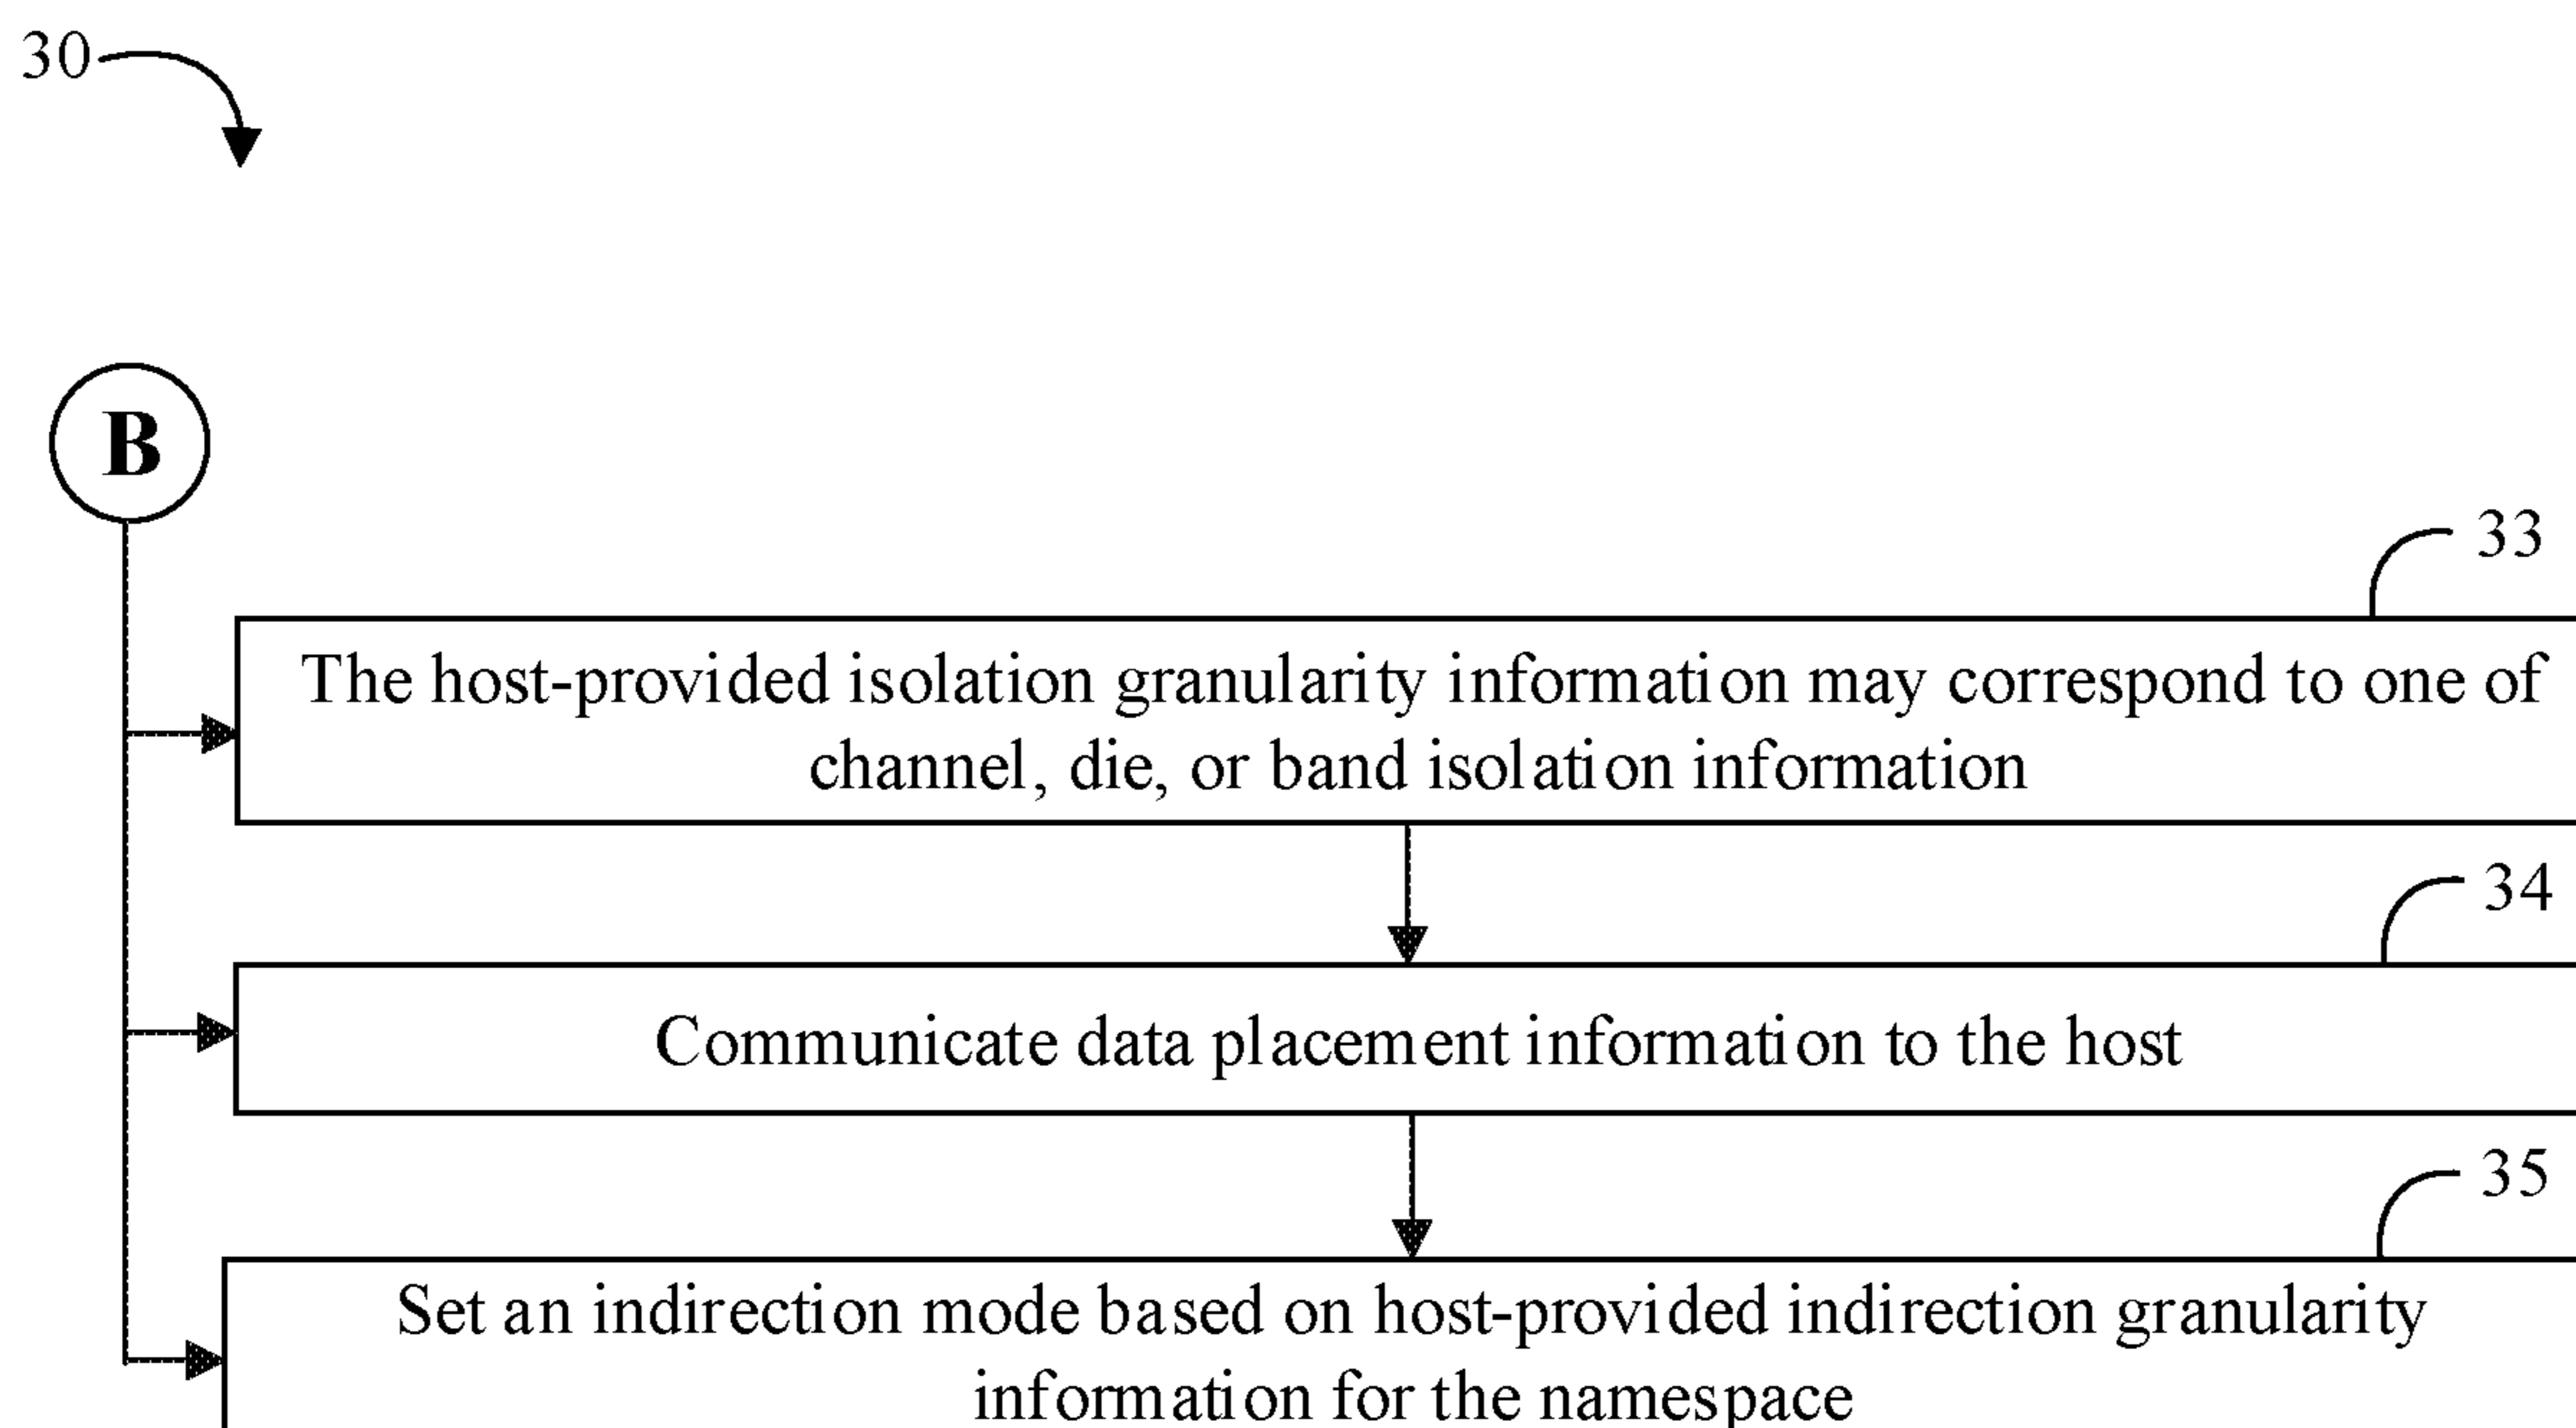 30
B
33
The host-provided isolation granularity information may correspond to one of
channel, die, or band isolation information
34
Communicate data placement information to the host
35
Set an indirection mode based on host-provided indirection granularity
information for the namespace